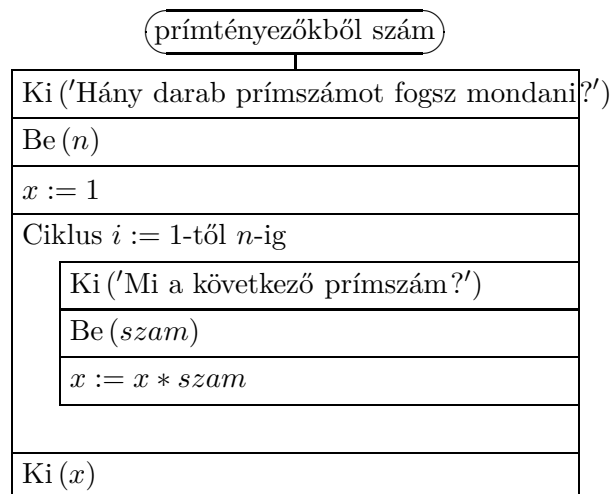 prímtényezőkből szám
Ki ('Hány darab prímszámot fogsz mondani?')
Be (n)
x := 1
Ciklus i := 1-től n-ig
Ki ('Mi a következő prímszám?')
Be (szam)
x := x ∗ szam
Ki (x)